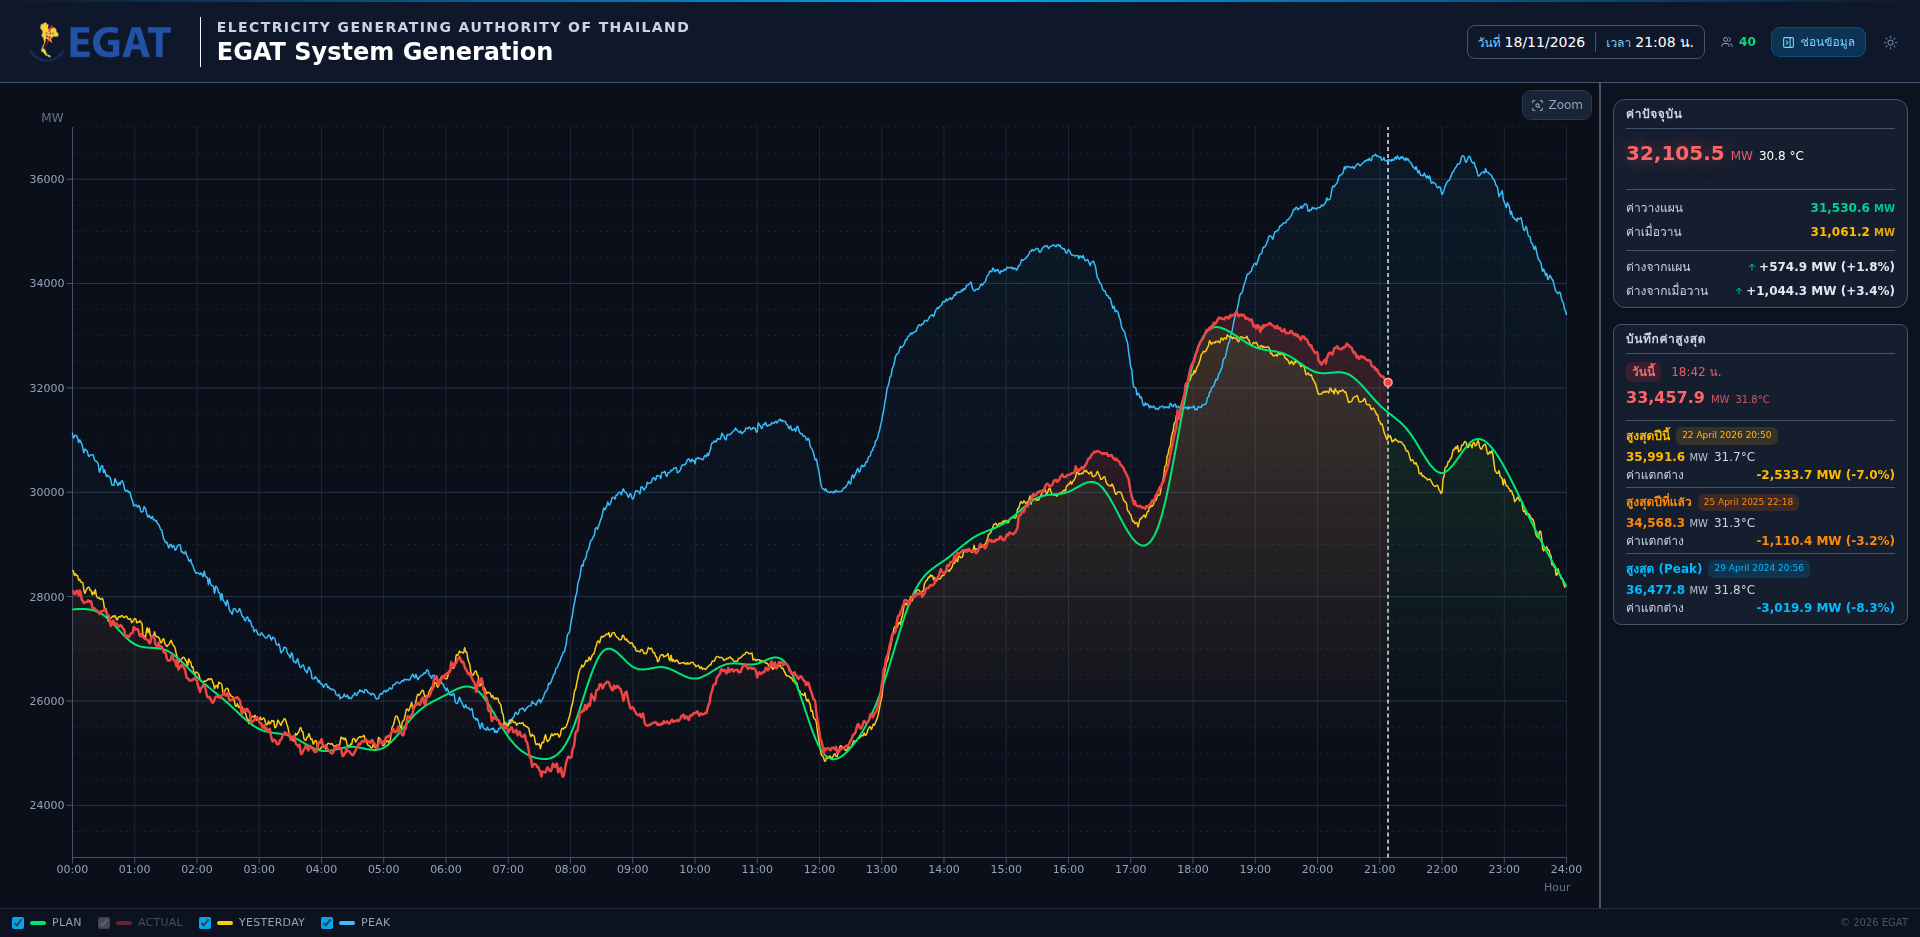 EGAT
ELECTRICITY GENERATING AUTHORITY OF THAILAND
EGAT System Generation
วันที่ 18/11/2026 เวลา 21:08 น.
40
ซ่อนข้อมูล
Zoom
MW
36000
34000
32000
30000
28000
26000
24000
00:00 01:00 02:00 03:00 04:00 05:00 06:00 07:00 08:00 09:00 10:00 11:00 12:00 13:00 14:00 15:00 16:00 17:00 18:00 19:00 20:00 21:00 22:00 23:00 24:00
Hour
ค่าปัจจุบัน
32,105.5 MW 30.8 °C
ค่าวางแผน 31,530.6 MW
ค่าเมื่อวาน 31,061.2 MW
ต่างจากแผน ↑ +574.9 MW (+1.8%)
ต่างจากเมื่อวาน ↑ +1,044.3 MW (+3.4%)
บันทึกค่าสูงสุด
วันนี้ 18:42 น.
33,457.9 MW 31.8°C
สูงสุดปีนี้ 22 April 2026 20:50
35,991.6 MW 31.7°C
ค่าแตกต่าง -2,533.7 MW (-7.0%)
สูงสุดปีที่แล้ว 25 April 2025 22:18
34,568.3 MW 31.3°C
ค่าแตกต่าง -1,110.4 MW (-3.2%)
สูงสุด (Peak) 29 April 2024 20:56
36,477.8 MW 31.8°C
ค่าแตกต่าง -3,019.9 MW (-8.3%)
PLAN ACTUAL YESTERDAY PEAK
© 2026 EGAT